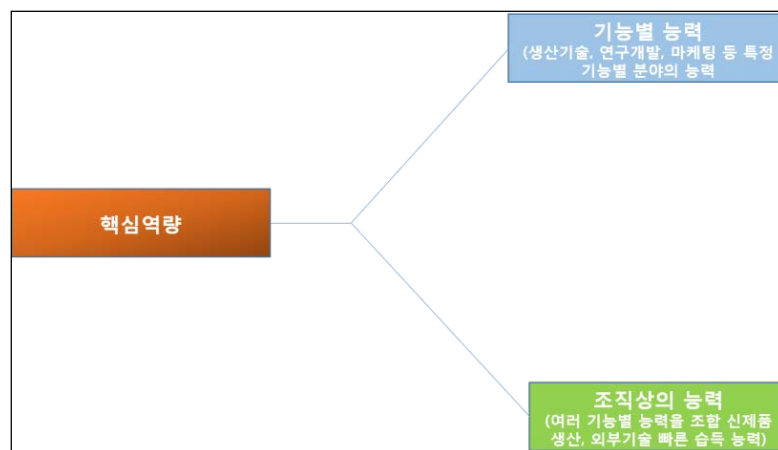 기능별 능력
(생산기술, 연구개발, 마케팅 등 특정
기능별 분야의 능력
핵심역량
조직상의 능력
(여러 기능별 능력을 조합 신제품
생산, 외부기술 빠른 습득 능력)